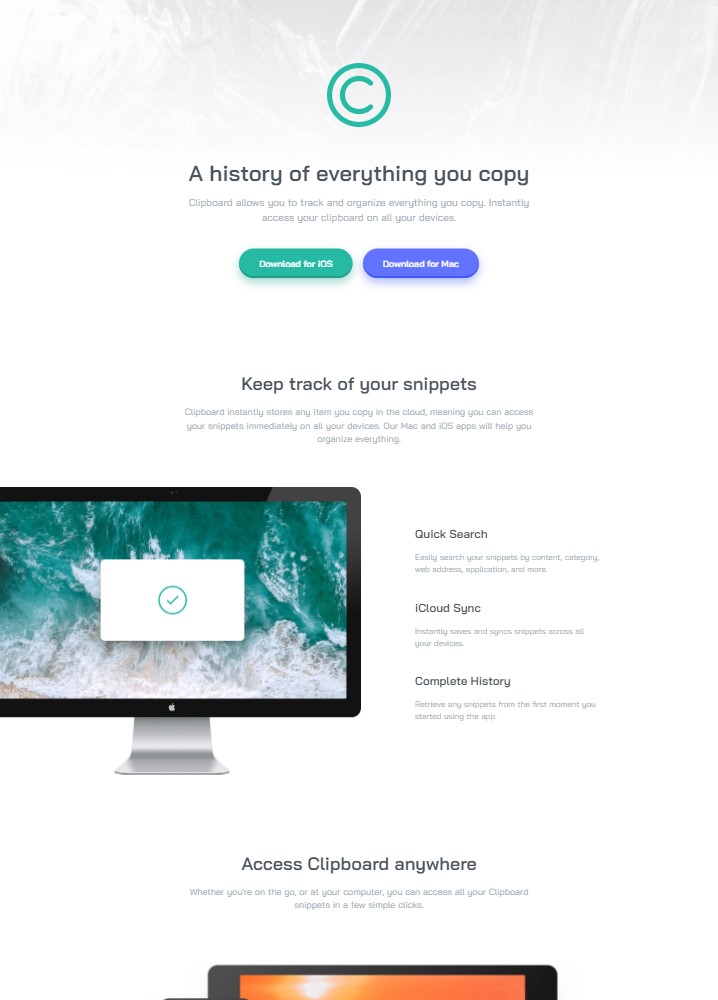 A history of everything you copy
Clipboard allows you to track and organize everything you copy. Instantly
access your clipboard on all your devices.
Download for iOS
Download for Mac
Keep track of your snippets
Clipboard instantly stores any item you copy in the cloud, meaning you can access
your snippets immediately on all your devices. Our Mac and iOS apps will help you
organize everything.
Quick Search
Easily search your snippets by content, category,
web address, application, and more.
iCloud Sync
Instantly saves and syncs snippets across all
your devices.
Complete History
Retrieve any snippets from the first moment you
started using the app.
Access Clipboard anywhere
Whether you're on the go, or at your computer, you can access all your Clipboard
snippets in a few simple clicks.